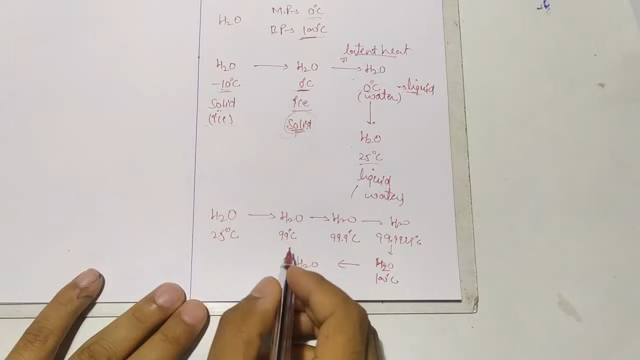 H₂O M.P → 0°C
B.P → 100°C
latent heat
H₂O → H₂O → H₂O
-10°C 0°C 0°C → liquid
Solid Ice (water)
(Ice) Solid
H₂O
25°C
liquid
water
H₂O → H₂O → H₂O → H₂O
25°C 99°C 99.9°C
H₂O ← H₂O
100°C